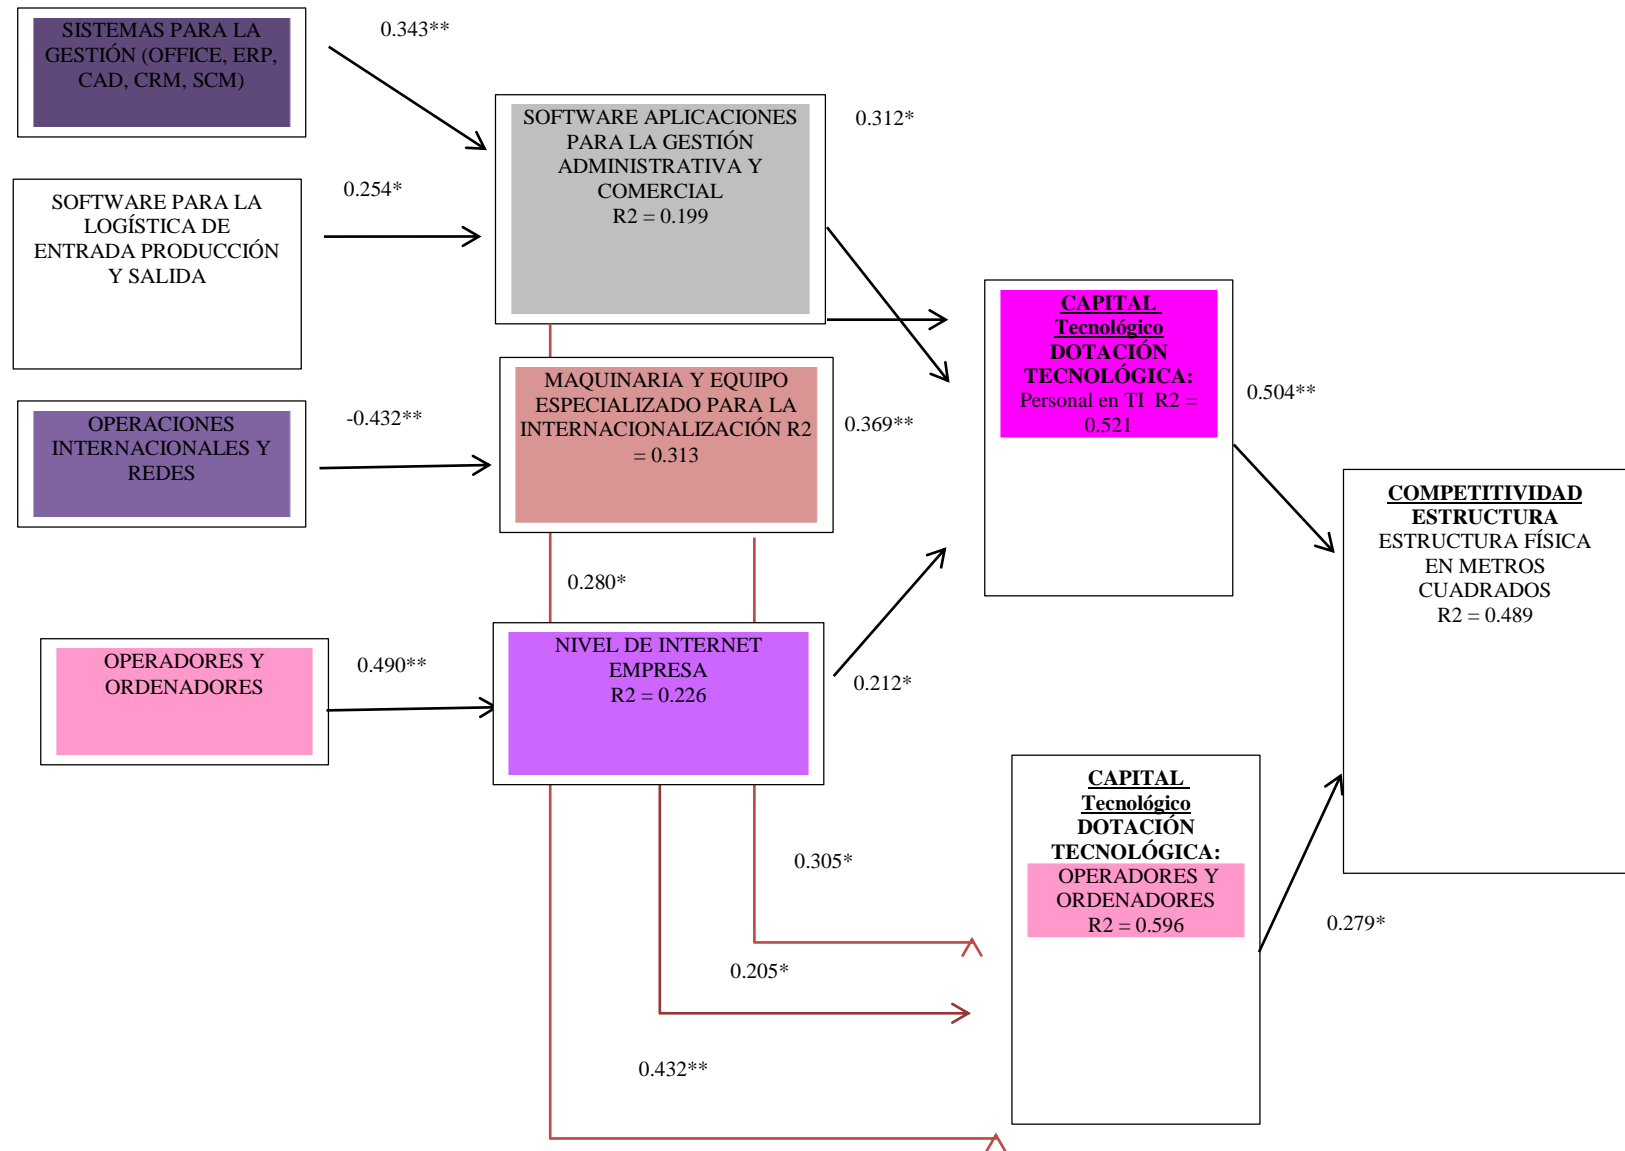 SISTEMAS PARA LA
GESTIÓN (OFFICE, ERP,
CAD, CRM, SCM)
0.343**
SOFTWARE APLICACIONES
PARA LA GESTIÓN
ADMINISTRATIVA Y
COMERCIAL
R2 = 0.199
0.312*
SOFTWARE PARA LA
LOGÍSTICA DE
ENTRADA PRODUCCIÓN
Y SALIDA
0.254*
CAPITAL
Tecnológico
DOTACIÓN
TECNOLÓGICA:
Personal en TI R2 =
0.521
0.504**
MAQUINARIA Y EQUIPO
ESPECIALIZADO PARA LA
INTERNACIONALIZACIÓN R2
= 0.313
0.369**
OPERACIONES
INTERNACIONALES Y
REDES
-0.432**
COMPETITIVIDAD
ESTRUCTURA
ESTRUCTURA FÍSICA
EN METROS
CUADRADOS
R2 = 0.489
0.280*
OPERADORES Y
ORDENADORES
0.490**
NIVEL DE INTERNET
EMPRESA
R2 = 0.226
0.212*
CAPITAL
Tecnológico
DOTACIÓN
TECNOLÓGICA:
OPERADORES Y
ORDENADORES
R2 = 0.596
0.279*
0.305*
0.205*
0.432**